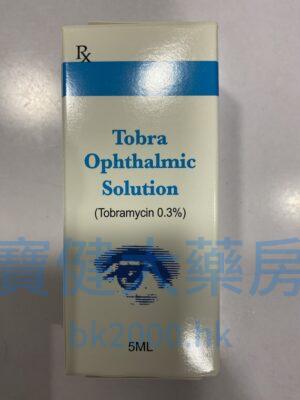 Rx
Tobra
Ophthalmic
Solution
(Tobramycin 0.3%)
寶健大藥房
bk2000.hk
5ML